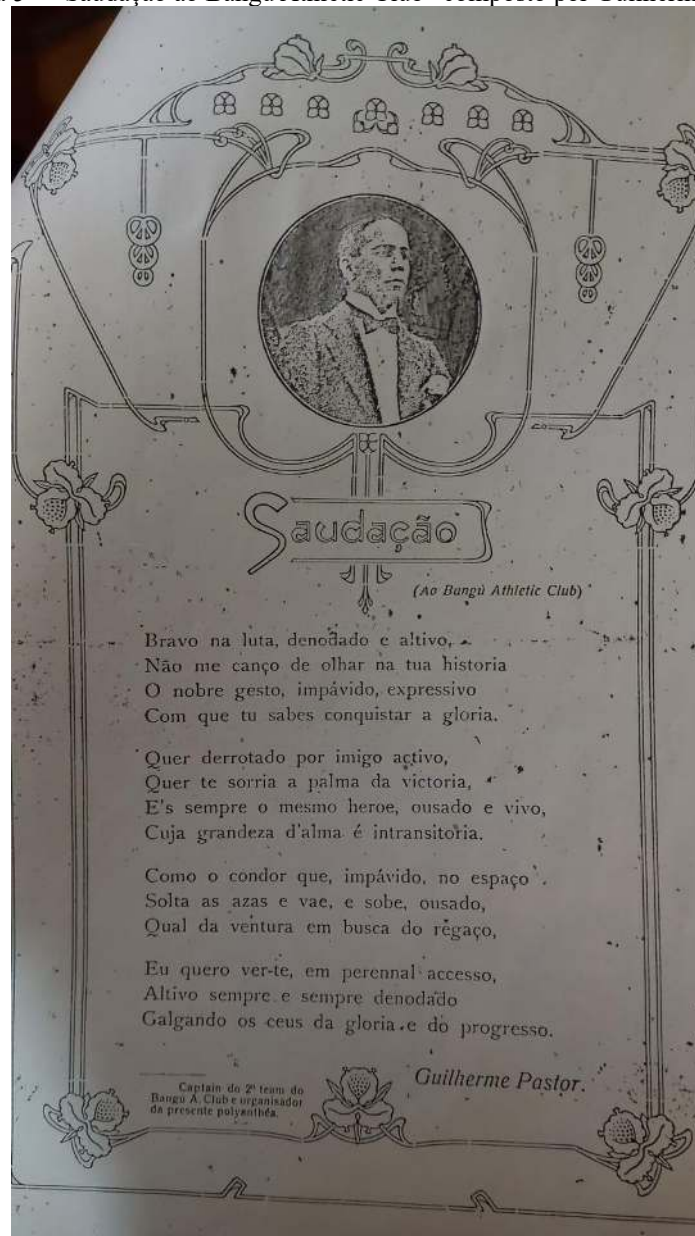 "Saudação ao Bangu Athletic Club" composto por Guilherm
Saudação
(Ao Bangú Athletic Club)
Bravo na luta, denodado e altivo,
Não me canço de olhar na tua historia
O nobre gesto, impávido, expressivo
Com que tu sabes conquistar a gloria.
Quer derrotado por imigo activo,
Quer te sorria a palma da victoria,
E's sempre o mesmo heroe, ousado e vivo,
Cuja grandeza d'alma é intransitoria.
Como o condor que, impávido, no espaço
Solta as azas e vae, e sobe, ousado,
Qual da ventura em busca do regaço,
Eu quero ver-te, em perennal accesso,
Altivo sempre e sempre denodado
Galgando os ceus da gloria e do progresso.
Guilherme Pastor.
Captain do 2º team do
Bangú A. Club e organisador
da presente polyanthéa.